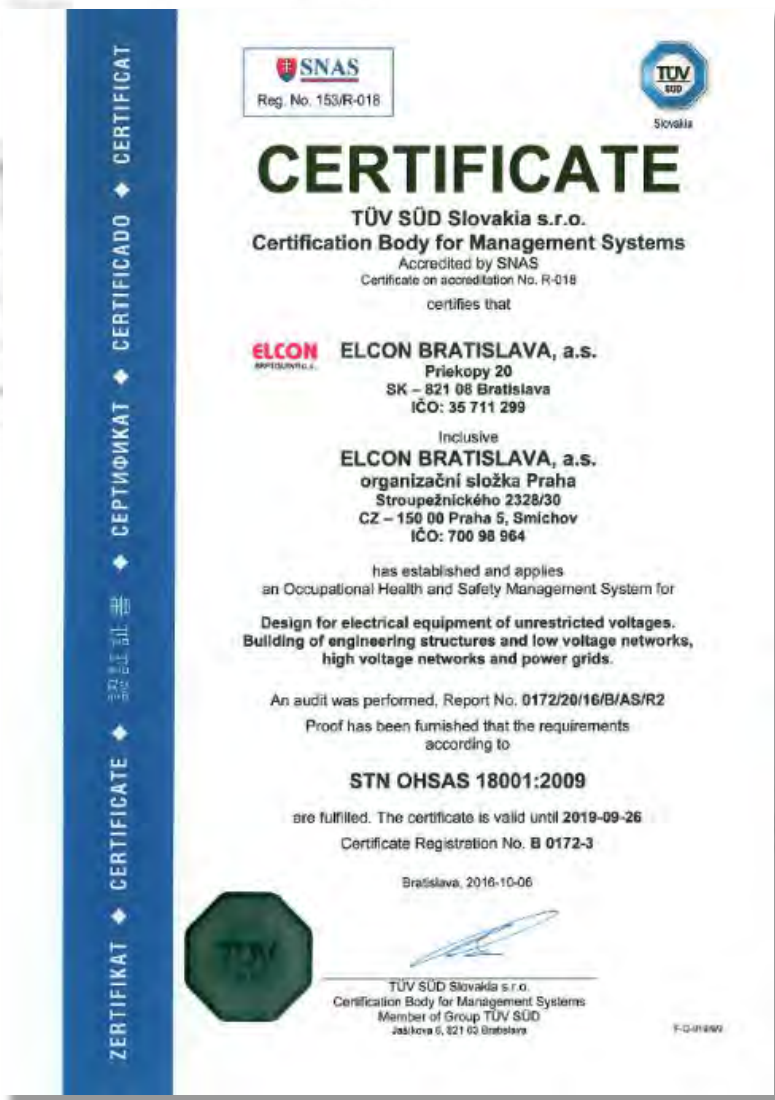 SNAS
Reg. No. 153/R-018
TÜV
SÜD
Slovakia
CERTIFICATE
TÜV SÜD Slovakia s.r.o.
Certification Body for Management Systems
Accredited by SNAS
Certificate on accreditation No. R-018
certifies that
ELCON
ELCON BRATISLAVA, a.s.
Priekopy 20
SK – 821 08 Bratislava
IČO: 35 711 299
Inclusive
ELCON BRATISLAVA, a.s.
organizační složka Praha
Stroupežnického 2328/30
CZ – 150 00 Praha 5, Smichov
IČO: 700 98 964
has established and applies
an Occupational Health and Safety Management System for
Design for electrical equipment of unrestricted voltages.
Building of engineering structures and low voltage networks,
high voltage networks and power grids.
An audit was performed, Report No. 0172/20/16/B/AS/R2
Proof has been furnished that the requirements
according to
STN OHSAS 18001:2009
are fulfilled. The certificate is valid until 2019-09-26
Certificate Registration No. B 0172-3
Bratislava, 2016-10-06
TÜV
TÜV SÜD Slovakia s.r.o.
Certification Body for Management Systems
Member of Group TÜV SÜD
Jašíkova 6, 821 03 Bratislava
ZERTIFIKAT ◆ CERTIFICATE ◆ 認証証書 ◆ СЕРТИФИКАТ ◆ CERTIFICADO ◆ CERTIFICAT